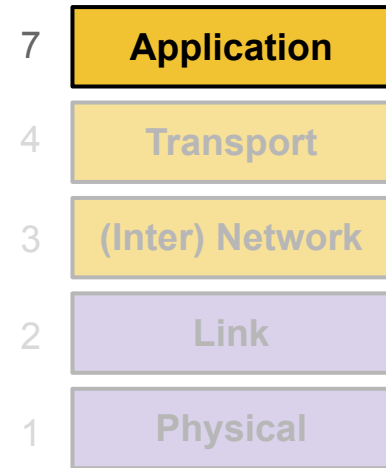 7 Application
4 Transport
3 (Inter) Network
2 Link
1 Physical